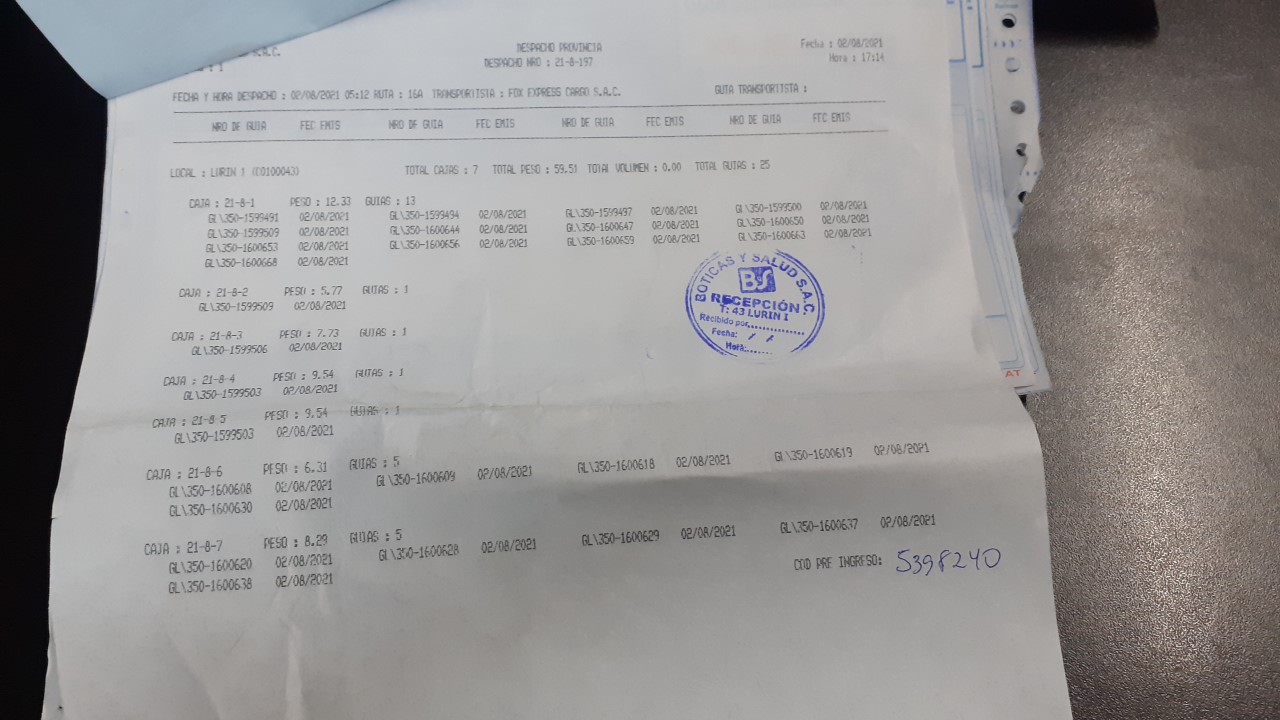 S.A.C.
: 1
DESPACHO PROVINCIA
DESPACHO NRO : 21-8-197
Fecha : 02/08/2021
Hora : 17:14
FECHA Y HORA DESPACHO : 02/08/2021 05:12 RUTA : 16A TRANSPORTISTA : FOX EXPRESS CARGO S.A.C. GUIA TRANSPORTISTA :
NRO DE GUIA FEC EMIS NRO DE GUIA FEC EMIS NRO DE GUIA FEC EMIS NRO DE GUIA FEC EMIS
LOCAL : LURIN 1 (C0100043) TOTAL CAJAS : 7 TOTAL PESO : 59.51 TOTAL VOLUMEN : 0.00 TOTAL GUIAS : 25
CAJA : 21-8-1 PESO : 12.33 GUIAS : 13
GL\350-1599491 02/08/2021 GL\350-1599494 02/08/2021 GL\350-1599497 02/08/2021 GL\350-1599500 02/08/2021
GL\350-1599509 02/08/2021 GL\350-1600644 02/08/2021 GL\350-1600647 02/08/2021 GL\350-1600650 02/08/2021
GL\350-1600653 02/08/2021 GL\350-1600656 02/08/2021 GL\350-1600659 02/08/2021 GL\350-1600663 02/08/2021
GL\350-1600668 02/08/2021
CAJA : 21-8-2 PESO : 5.77 GUIAS : 1
GL\350-1599509 02/08/2021
CAJA : 21-8-3 PESO : 7.73 GUIAS : 1
GL\350-1599506 02/08/2021
CAJA : 21-8-4 PESO : 9.54 GUIAS : 1
GL\350-1599503 02/08/2021
CAJA : 21-8-5 PESO : 9.54 GUIAS : 1
GL\350-1599503 02/08/2021
BOTICAS Y SALUD S.A.C.
BS
RECEPCIÓN
T: 43 LURIN I
Recibido por..............
Fecha: / /
Hora:.......
AT
CAJA : 21-8-6 PESO : 6.31 GUIAS : 5
GL\350-1600608 02/08/2021 GL\350-1600609 02/08/2021 GL\350-1600618 02/08/2021 GL\350-1600619 02/08/2021
GL\350-1600630 02/08/2021
CAJA : 21-8-7 PESO : 8.29 GUIAS : 5
GL\350-1600620 02/08/2021 GL\350-1600628 02/08/2021 GL\350-1600629 02/08/2021 GL\350-1600637 02/08/2021
GL\350-1600638 02/08/2021
COD PRE INGRESO: 5398240